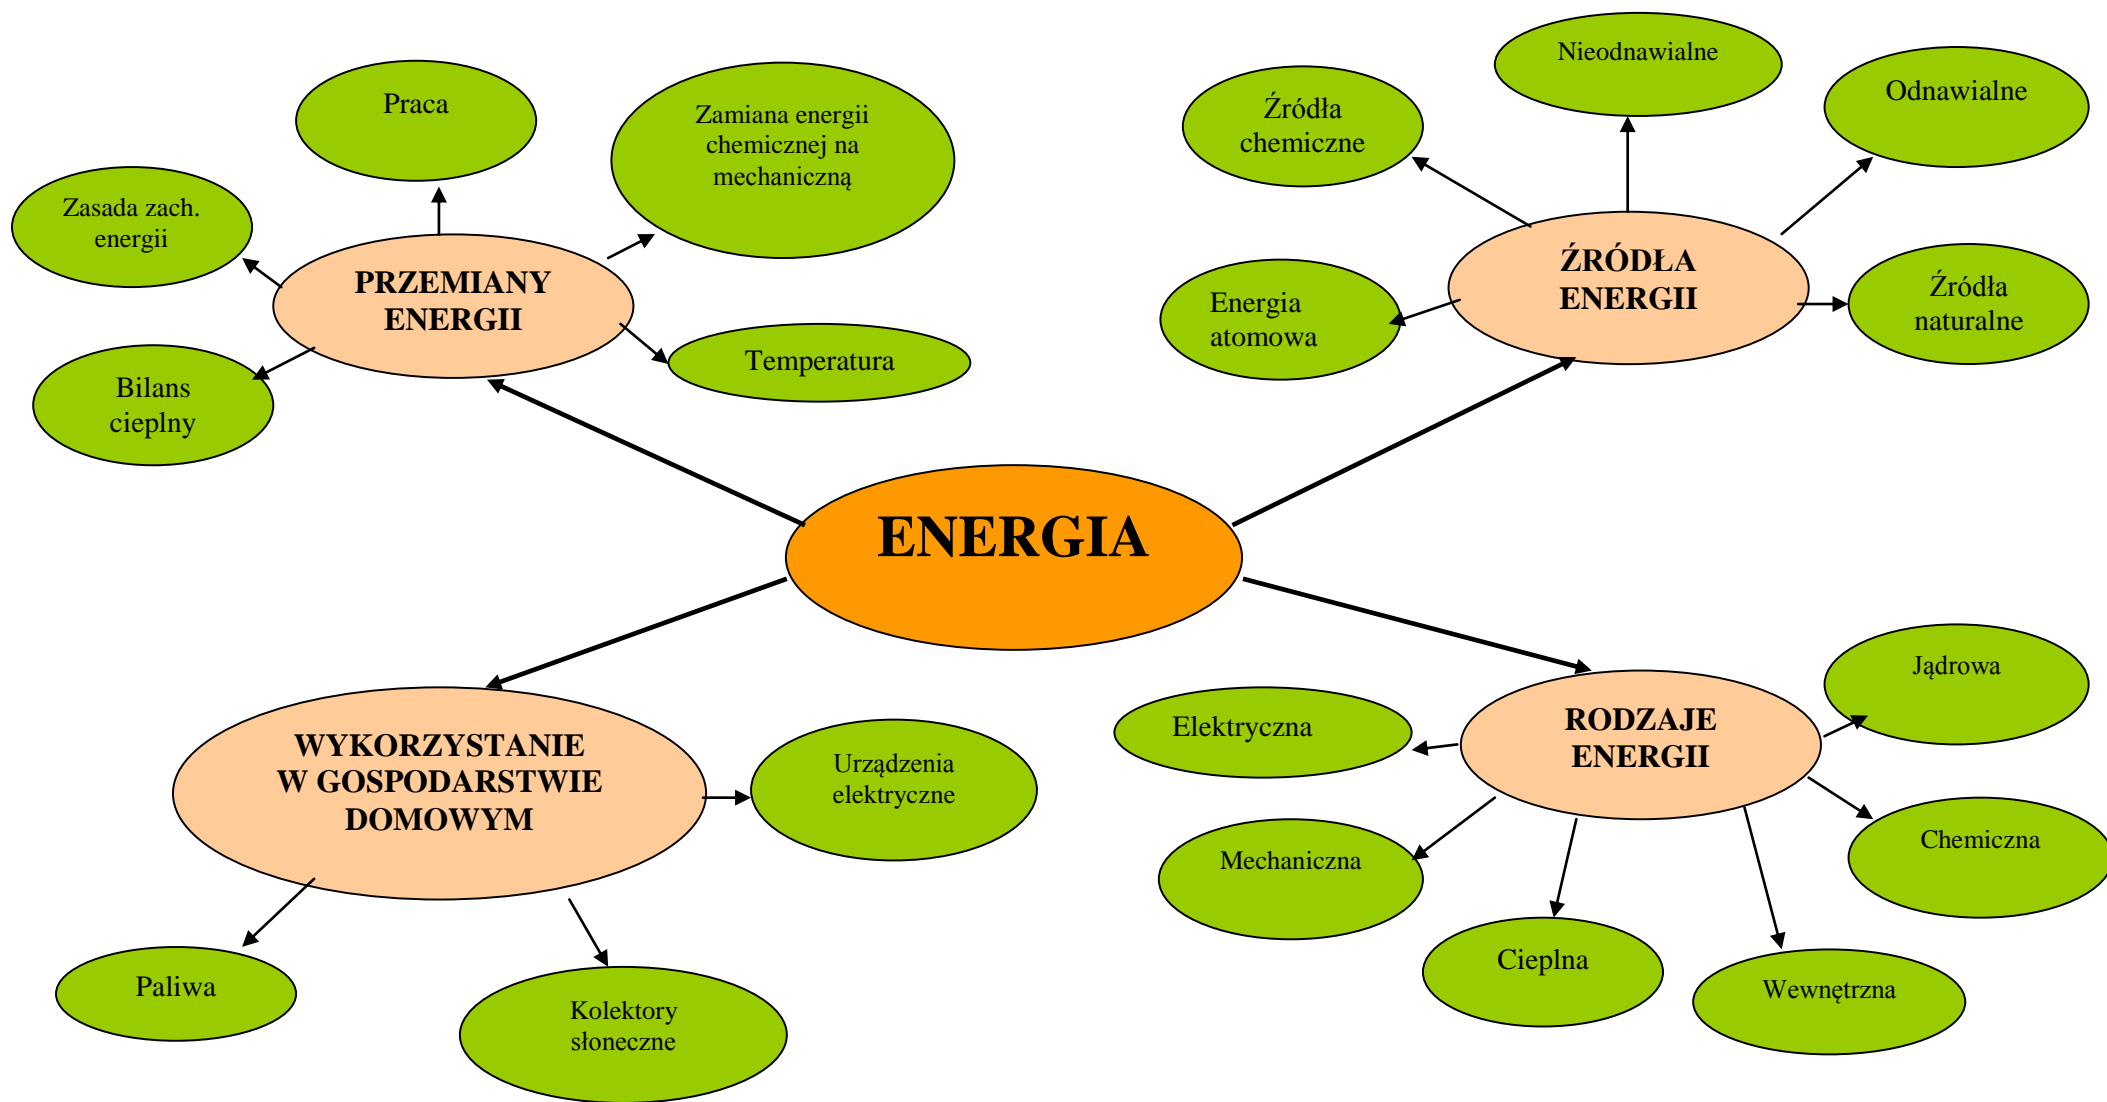 Praca
Zamiana energii
chemicznej na
mechaniczną
Zasada zach.
energii
PRZEMIANY
ENERGII
Bilans
cieplny
Temperatura
Nieodnawialne
Źródła
chemiczne
Odnawialne
ŹRÓDŁA
ENERGII
Energia
atomowa
Źródła
naturalne
ENERGIA
WYKORZYSTANIE
W GOSPODARSTWIE
DOMOWYM
Urządzenia
elektryczne
Paliwa
Kolektory
słoneczne
RODZAJE
ENERGII
Jądrowa
Elektryczna
Mechaniczna
Chemiczna
Cieplna
Wewnętrzna